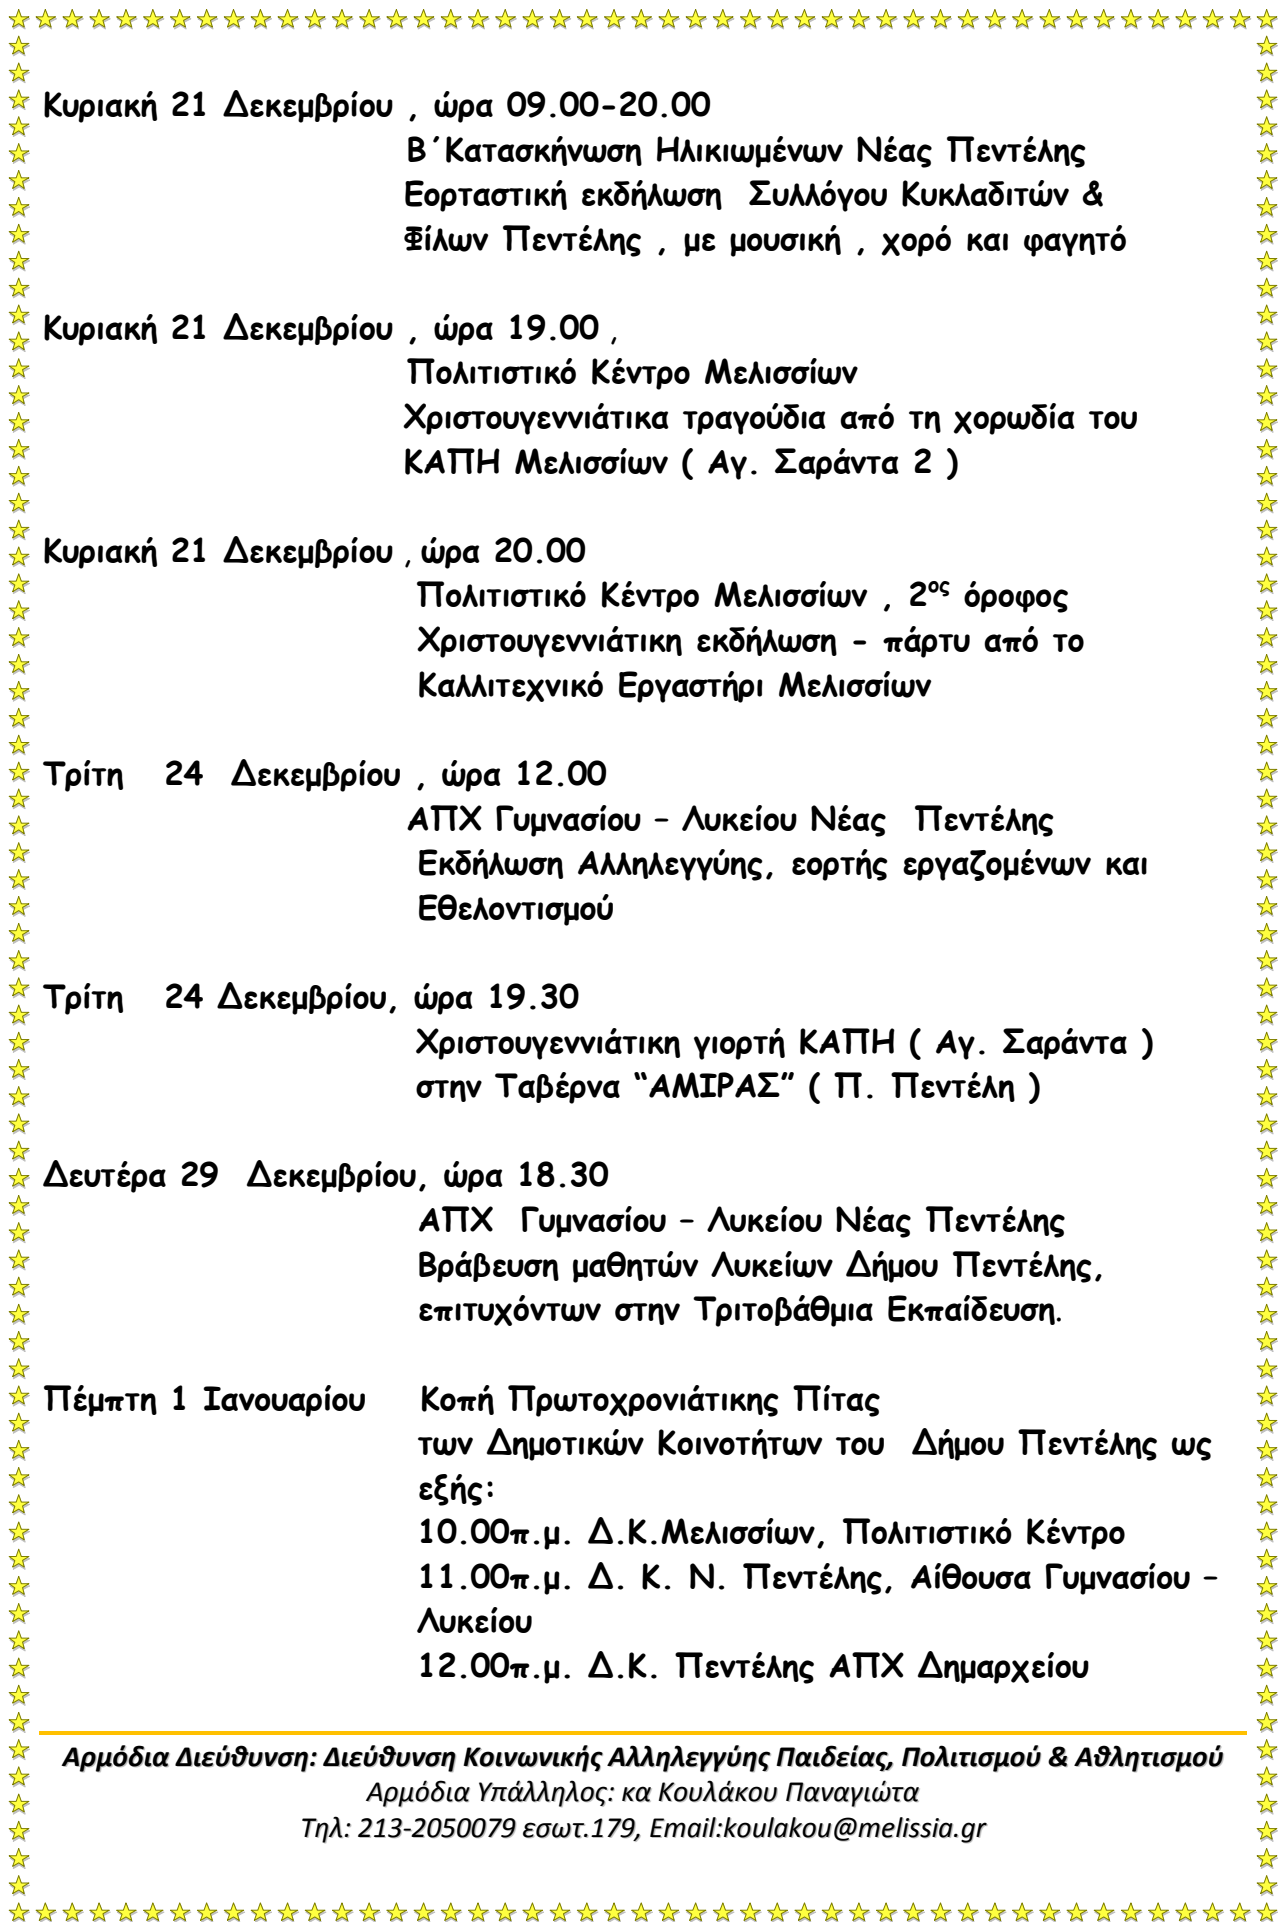 Κυριακή 21 Δεκεμβρίου , ώρα 09.00-20.00
Β΄Κατασκήνωση Ηλικιωμένων Νέας Πεντέλης
Εορταστική εκδήλωση Συλλόγου Κυκλαδιτών &
Φίλων Πεντέλης , με μουσική , χορό και φαγητό
Κυριακή 21 Δεκεμβρίου , ώρα 19.00 ,
Πολιτιστικό Κέντρο Μελισσίων
Χριστουγεννιάτικα τραγούδια από τη χορωδία του
ΚΑΠΗ Μελισσίων ( Αγ. Σαράντα 2 )
Κυριακή 21 Δεκεμβρίου , ώρα 20.00
Πολιτιστικό Κέντρο Μελισσίων , 2ος όροφος
Χριστουγεννιάτικη εκδήλωση - πάρτυ από το
Καλλιτεχνικό Εργαστήρι Μελισσίων
Τρίτη 24 Δεκεμβρίου , ώρα 12.00
ΑΠΧ Γυμνασίου – Λυκείου Νέας Πεντέλης
Εκδήλωση Αλληλεγγύης, εορτής εργαζομένων και
Εθελοντισμού
Τρίτη 24 Δεκεμβρίου, ώρα 19.30
Χριστουγεννιάτικη γιορτή ΚΑΠΗ ( Αγ. Σαράντα )
στην Ταβέρνα “ΑΜΙΡΑΣ” ( Π. Πεντέλη )
Δευτέρα 29 Δεκεμβρίου, ώρα 18.30
ΑΠΧ Γυμνασίου – Λυκείου Νέας Πεντέλης
Βράβευση μαθητών Λυκείων Δήμου Πεντέλης,
επιτυχόντων στην Τριτοβάθμια Εκπαίδευση.
Πέμπτη 1 Ιανουαρίου Κοπή Πρωτοχρονιάτικης Πίτας
των Δημοτικών Κοινοτήτων του Δήμου Πεντέλης ως
εξής:
10.00π.μ. Δ.Κ.Μελισσίων, Πολιτιστικό Κέντρο
11.00π.μ. Δ. Κ. Ν. Πεντέλης, Αίθουσα Γυμνασίου –
Λυκείου
12.00π.μ. Δ.Κ. Πεντέλης ΑΠΧ Δημαρχείου
Αρμόδια Διεύθυνση: Διεύθυνση Κοινωνικής Αλληλεγγύης Παιδείας, Πολιτισμού & Αθλητισμού
Αρμόδια Υπάλληλος: κα Κουλάκου Παναγιώτα
Τηλ: 213-2050079 εσωτ.179, Email:koulakou@melissia.gr